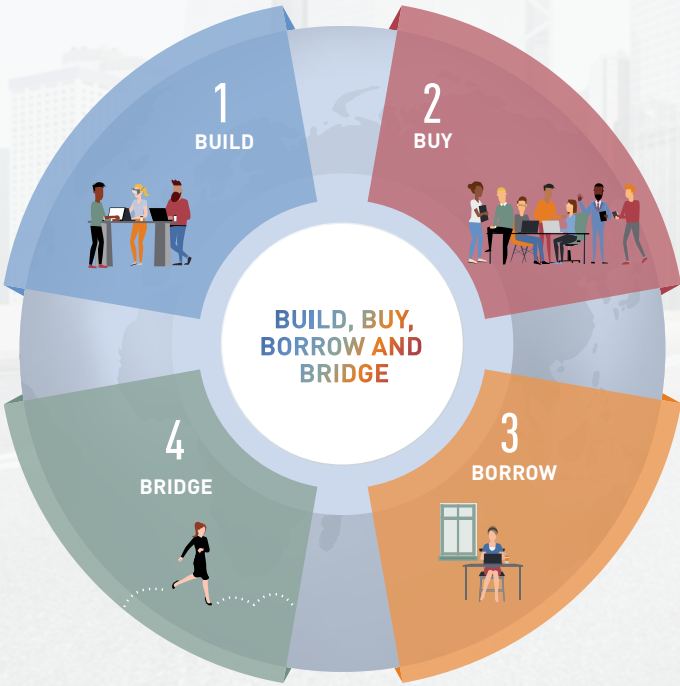 1
BUILD
2
BUY
BUILD, BUY,
BORROW AND
BRIDGE
3
BORROW
4
BRIDGE